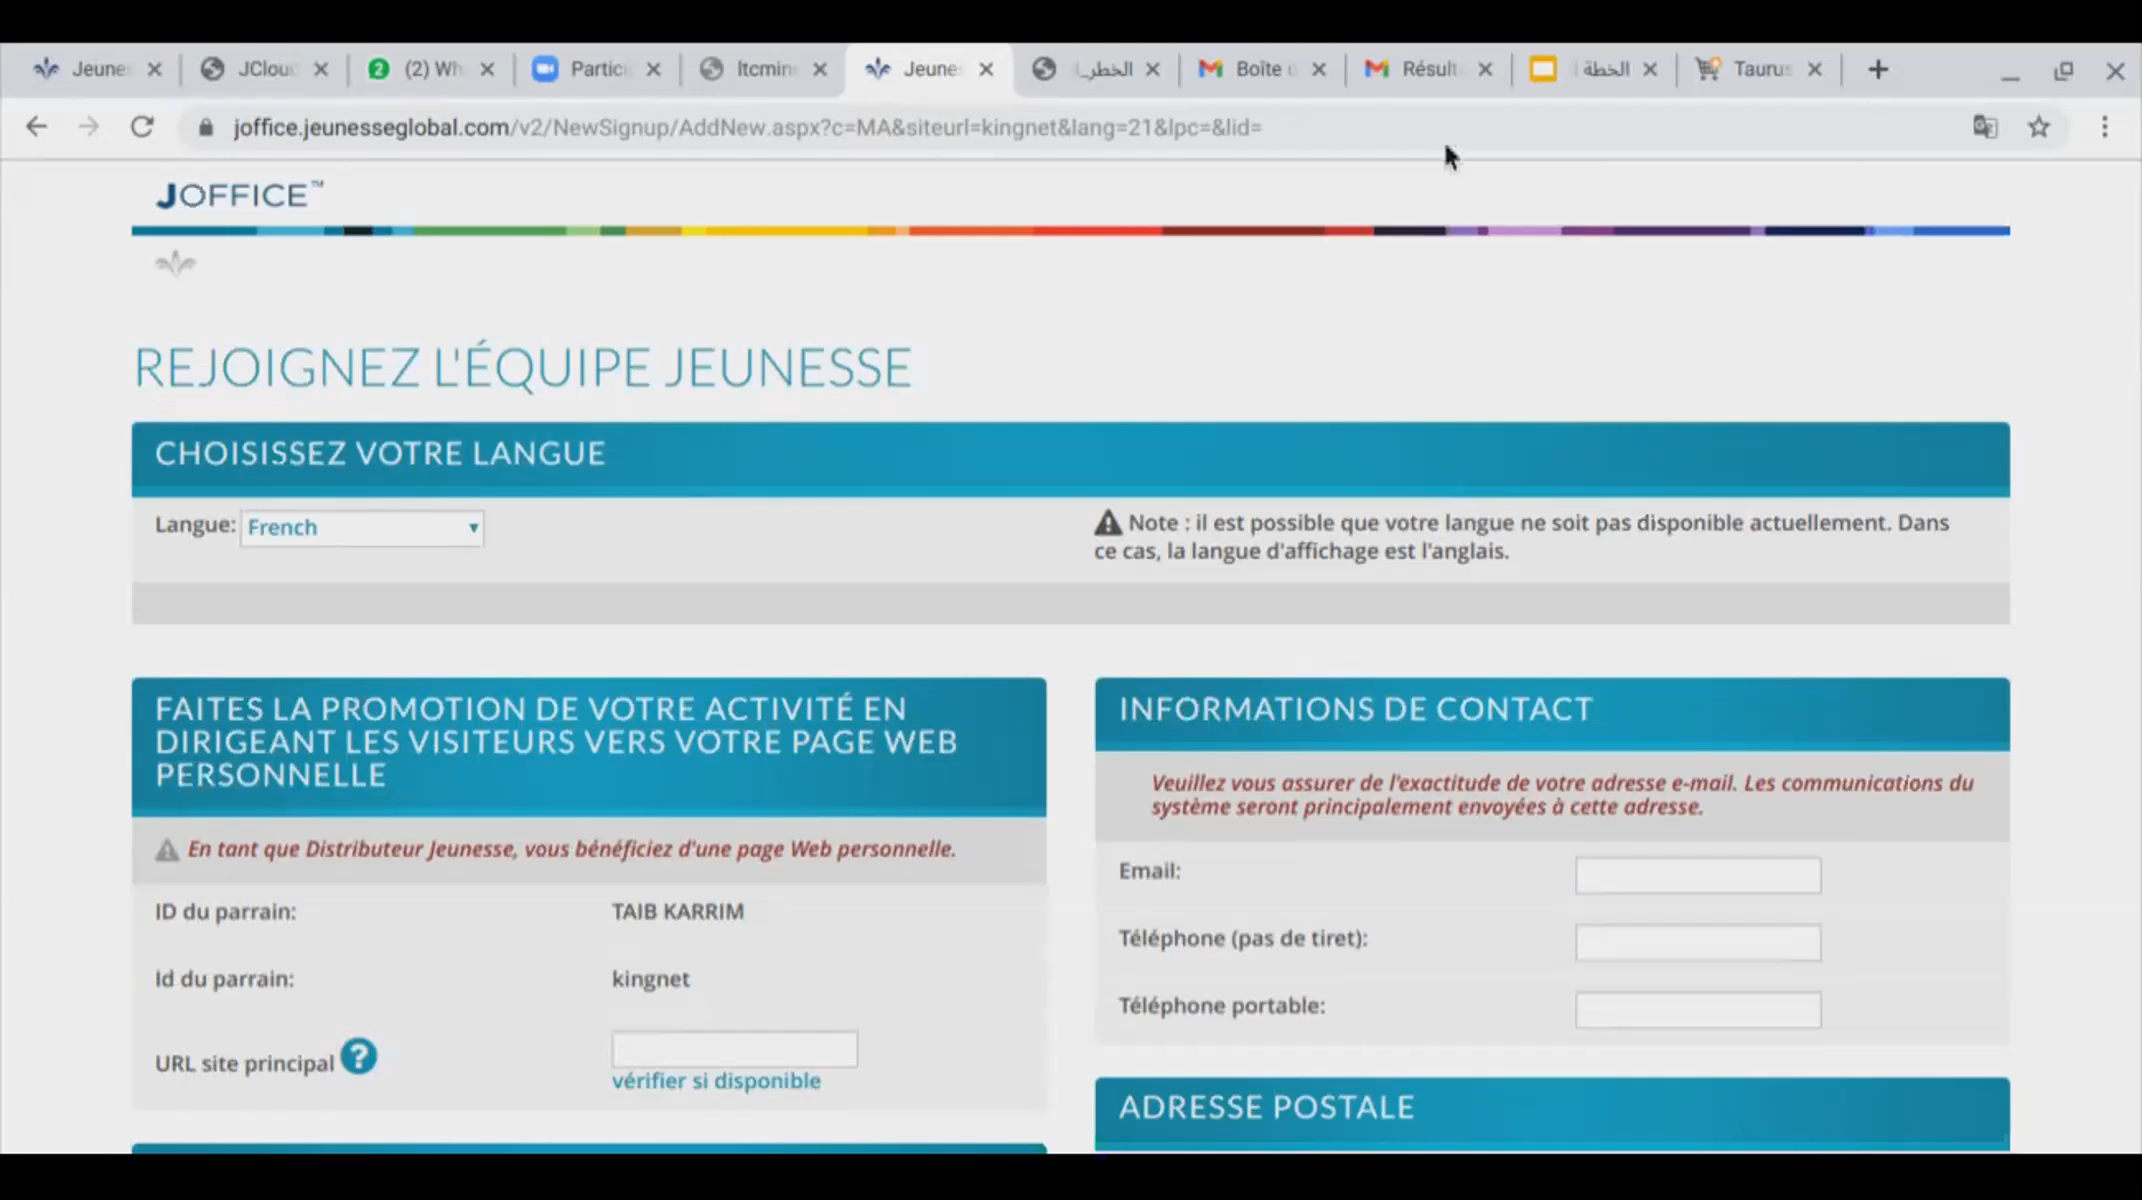 Jeune
JClou
(2) Wh
Partici
ltcmin
Jeune
الخطر_
Boîte
Résult
الخطة
Tauru
joffice.jeunesseglobal.com/v2/NewSignup/AddNew.aspx?c=MA&siteurl=kingnet&lang=21&lpc=&lid=
JOFFICE™
REJOIGNEZ L'ÉQUIPE JEUNESSE
CHOISISSEZ VOTRE LANGUE
Langue: French
Note : il est possible que votre langue ne soit pas disponible actuellement. Dans
ce cas, la langue d'affichage est l'anglais.
FAITES LA PROMOTION DE VOTRE ACTIVITÉ EN
DIRIGEANT LES VISITEURS VERS VOTRE PAGE WEB
PERSONNELLE
En tant que Distributeur Jeunesse, vous bénéficiez d'une page Web personnelle.
ID du parrain: TAIB KARRIM
Id du parrain: kingnet
URL site principal ?
vérifier si disponible
INFORMATIONS DE CONTACT
Veuillez vous assurer de l'exactitude de votre adresse e-mail. Les communications du
système seront principalement envoyées à cette adresse.
Email:
Téléphone (pas de tiret):
Téléphone portable:
ADRESSE POSTALE